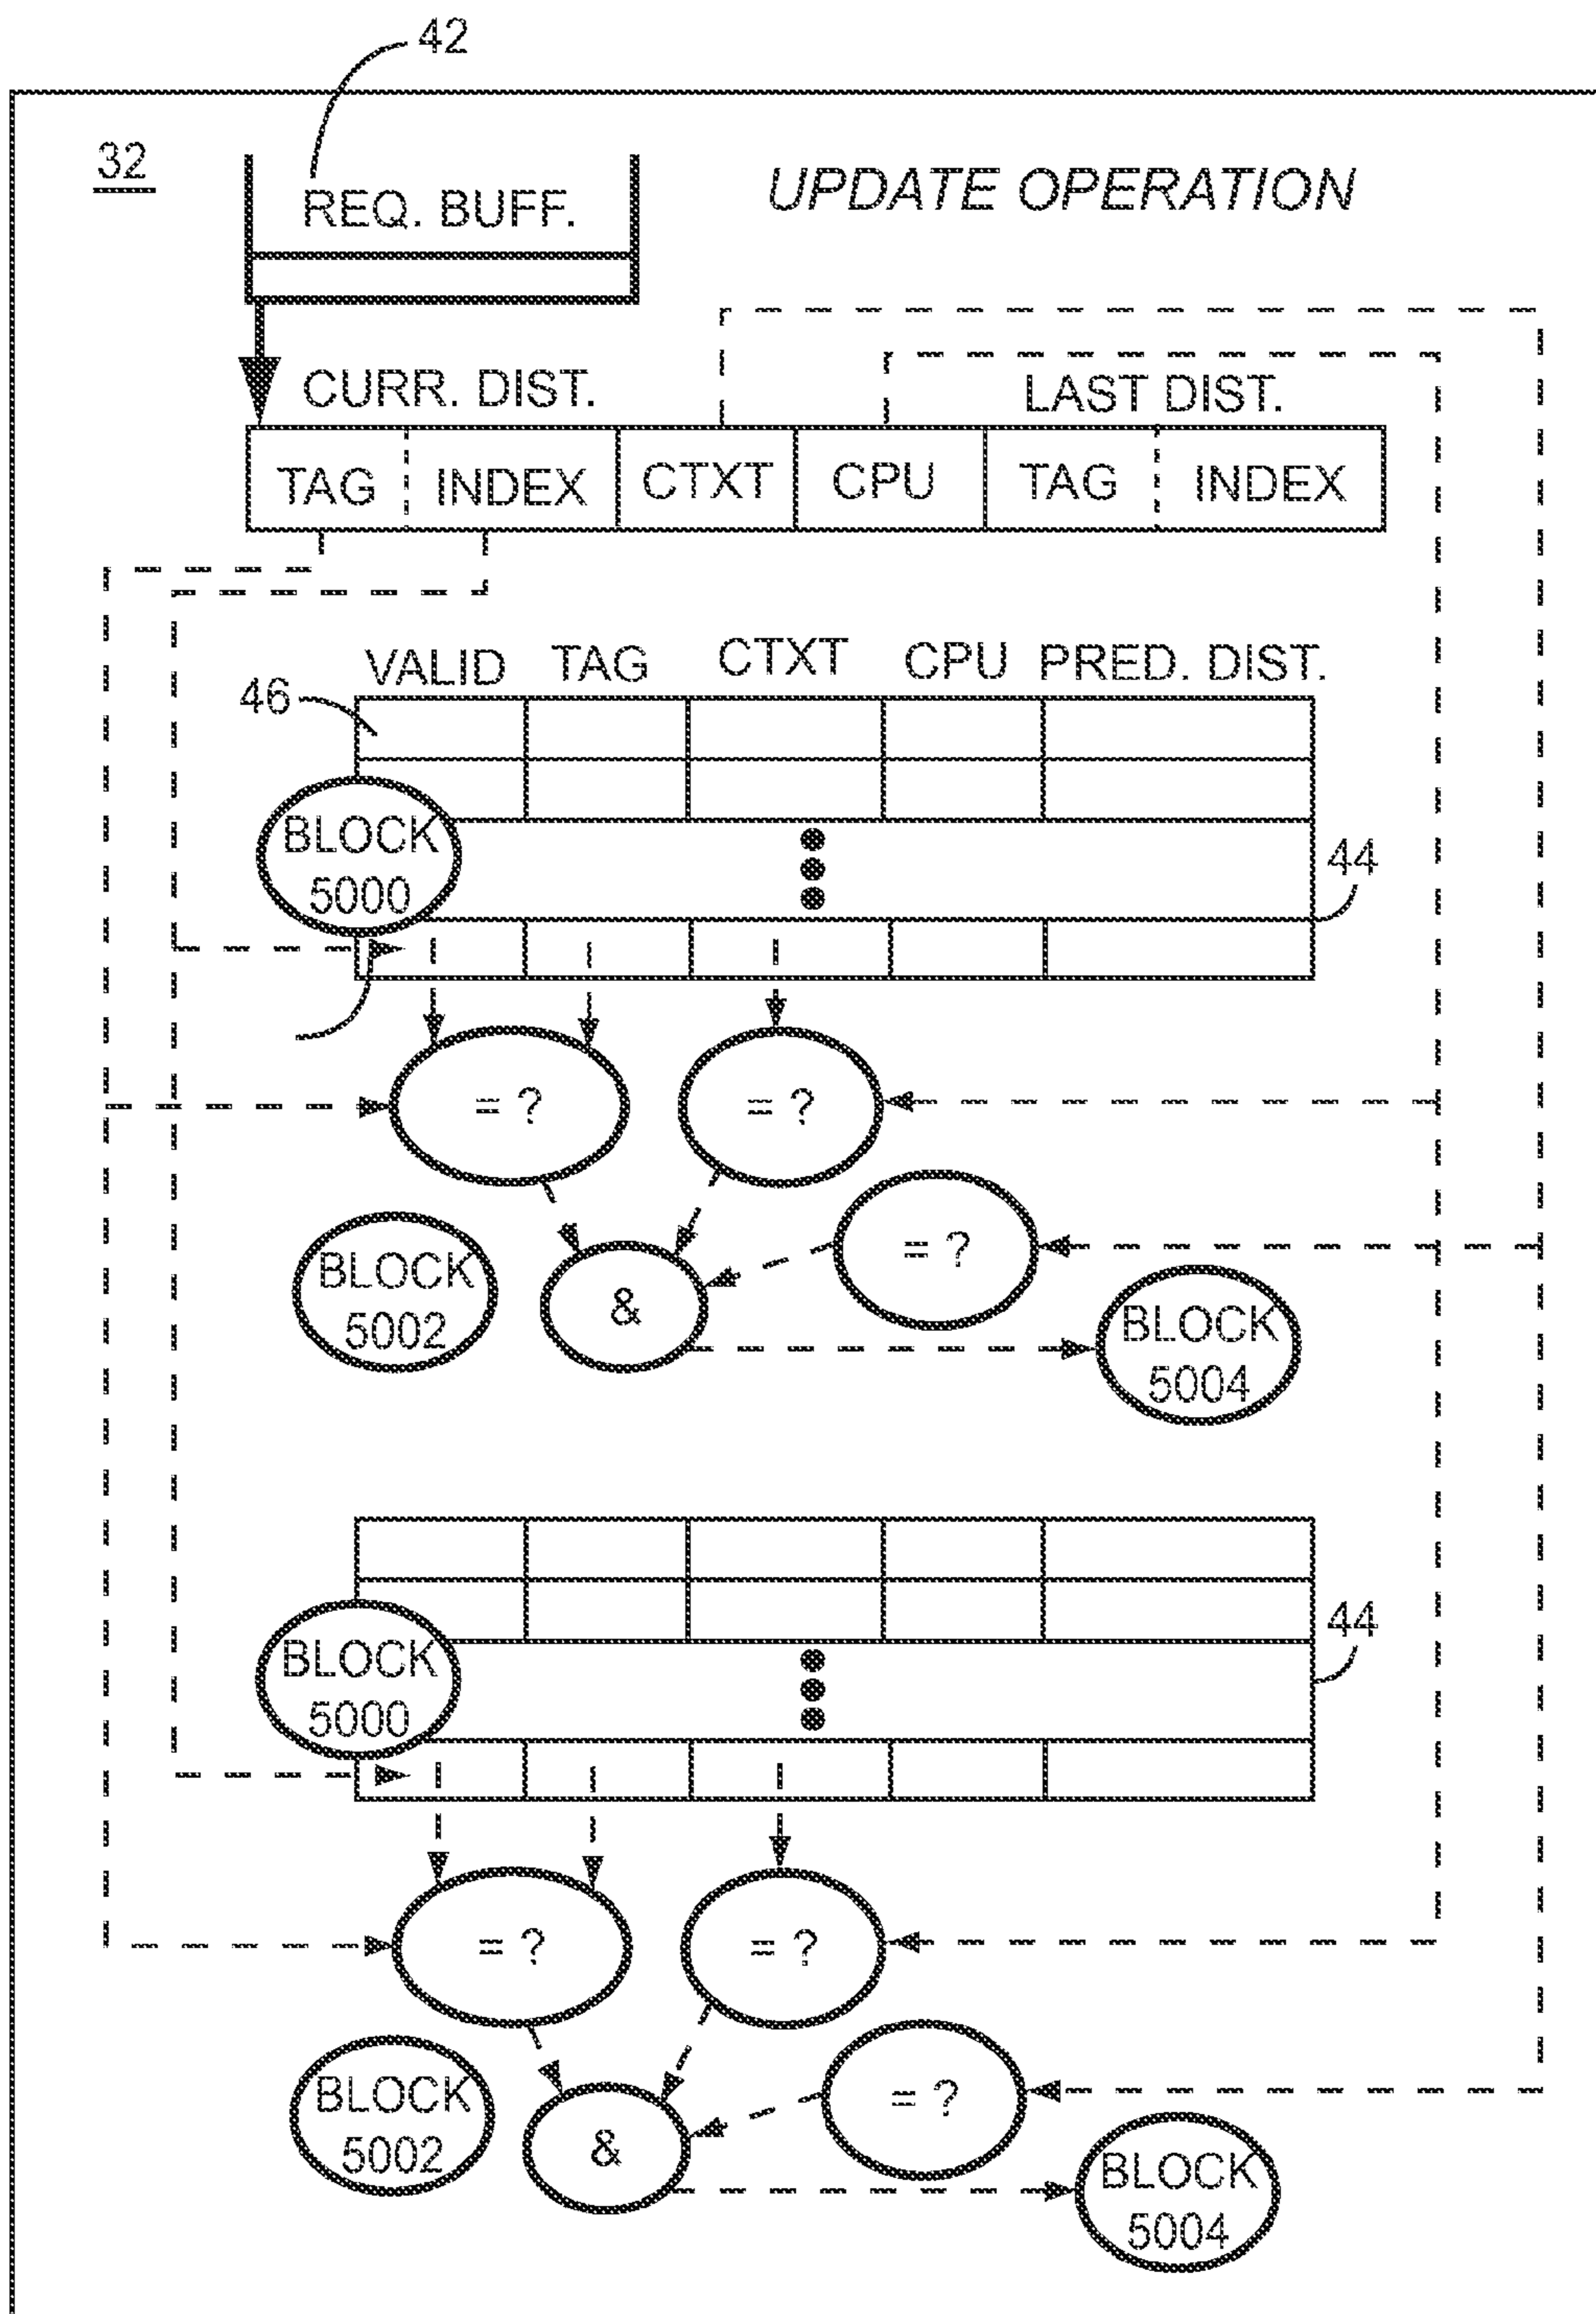 42
32
REQ. BUFF.
UPDATE OPERATION
CURR. DIST.
LAST DIST.
TAG INDEX CTXT CPU TAG INDEX
VALID TAG CTXT CPU PRED. DIST.
46
BLOCK
5000
44
= ?
= ?
= ?
BLOCK
5002
&
BLOCK
5004
BLOCK
5000
44
= ?
= ?
= ?
BLOCK
5002
&
BLOCK
5004